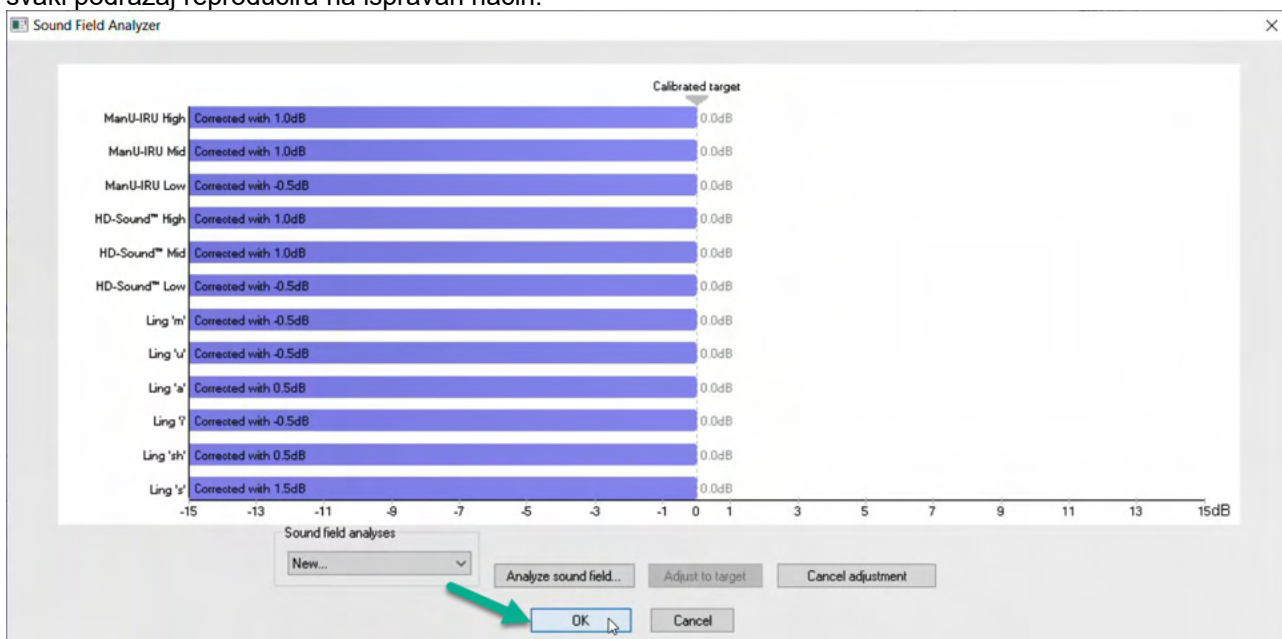 svaki podražaj reproducira na ispravan način.
Sound Field Analyzer
Calibrated target
ManU-IRU High Corrected with 1.0dB 0.0dB
ManU-IRU Mid Corrected with 1.0dB 0.0dB
ManU-IRU Low Corrected with -0.5dB 0.0dB
HD-Sound™ High Corrected with 1.0dB 0.0dB
HD-Sound™ Mid Corrected with 1.0dB 0.0dB
HD-Sound™ Low Corrected with -0.5dB 0.0dB
Ling 'm' Corrected with -0.5dB 0.0dB
Ling 'u' Corrected with -0.5dB 0.0dB
Ling 'a' Corrected with 0.5dB 0.0dB
Ling 'i' Corrected with -0.5dB 0.0dB
Ling 'sh' Corrected with 0.5dB 0.0dB
Ling 's' Corrected with 1.5dB 0.0dB
-15 -13 -11 -9 -7 -5 -3 -1 0 1 3 5 7 9 11 13 15dB
Sound field analyses
New... Analyze sound field... Adjust to target Cancel adjustment
OK Cancel